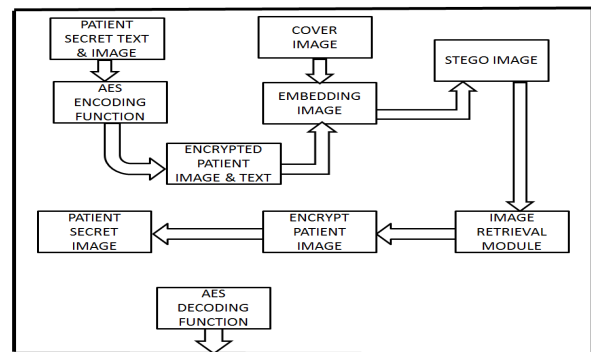 PATIENT
SECRET TEXT
& IMAGE
COVER
IMAGE
STEGO IMAGE
AES
ENCODING
FUNCTION
EMBEDDING
IMAGE
ENCRYPTED
PATIENT
IMAGE & TEXT
PATIENT
SECRET
IMAGE
ENCRYPT
PATIENT
IMAGE
IMAGE
RETRIEVAL
MODULE
AES
DECODING
FUNCTION